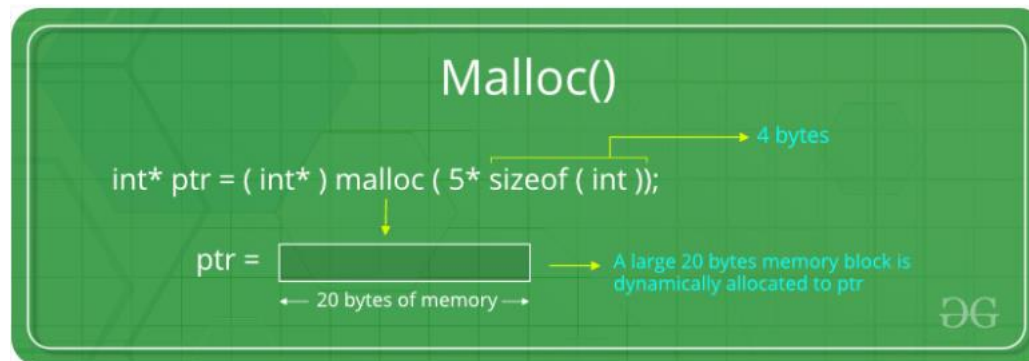 Malloc()
4 bytes
int* ptr = ( int* ) malloc ( 5* sizeof ( int ));
ptr =
A large 20 bytes memory block is
dynamically allocated to ptr
20 bytes of memory